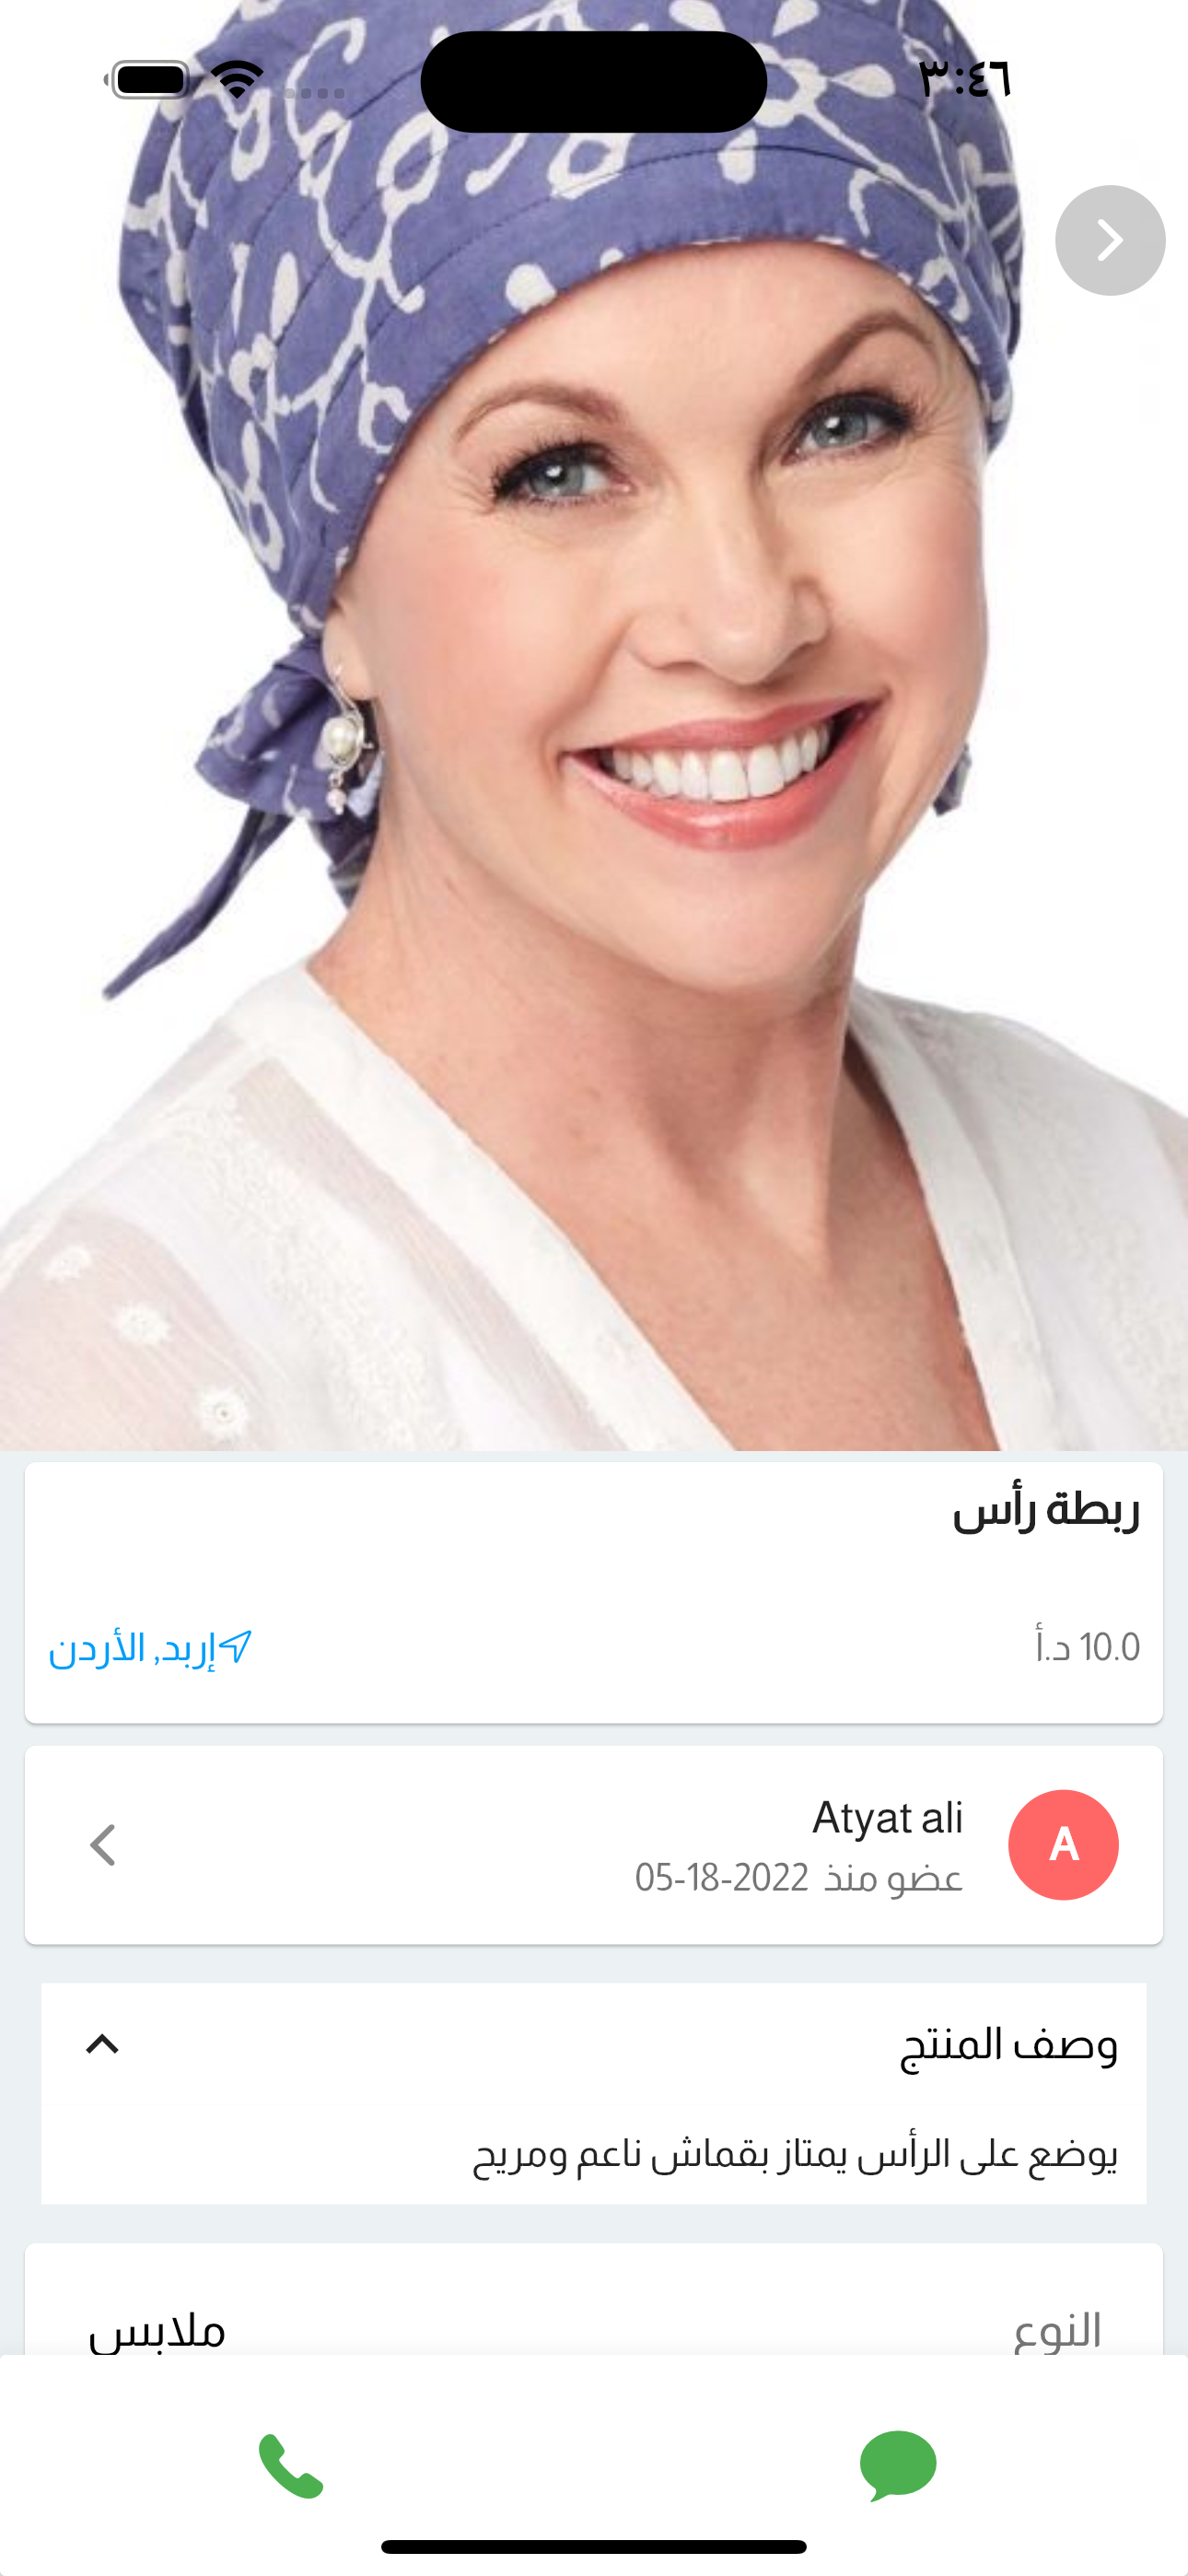 ٣:٤٦
ربطة رأس
10.0 د.أ
إربد, الأردن
A
Atyat ali
عضو منذ 2022-18-05
وصف المنتج
يوضع على الرأس يمتاز بقماش ناعم ومريح
النوع
ملابس